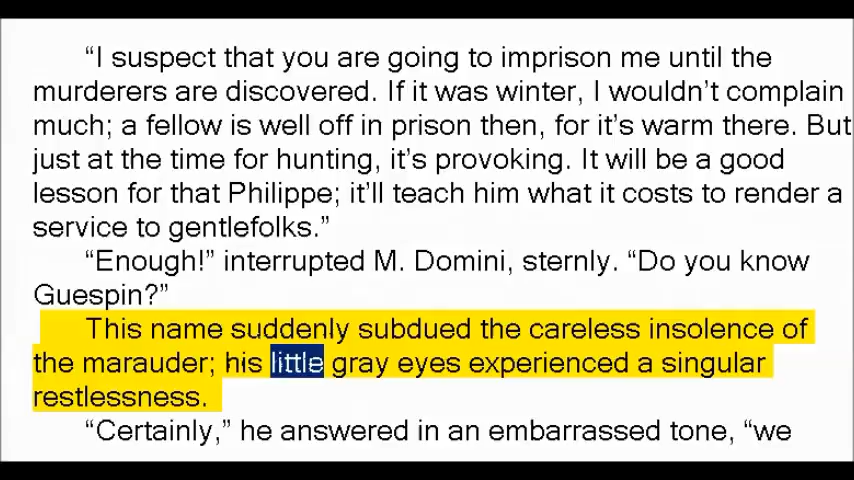 “I suspect that you are going to imprison me until the
murderers are discovered. If it was winter, I wouldn’t complain
much; a fellow is well off in prison then, for it’s warm there. But
just at the time for hunting, it’s provoking. It will be a good
lesson for that Philippe; it’ll teach him what it costs to render a
service to gentlefolks.”
“Enough!” interrupted M. Domini, sternly. “Do you know
Guespin?”
This name suddenly subdued the careless insolence of
the marauder; his little gray eyes experienced a singular
restlessness.
“Certainly,” he answered in an embarrassed tone, “we